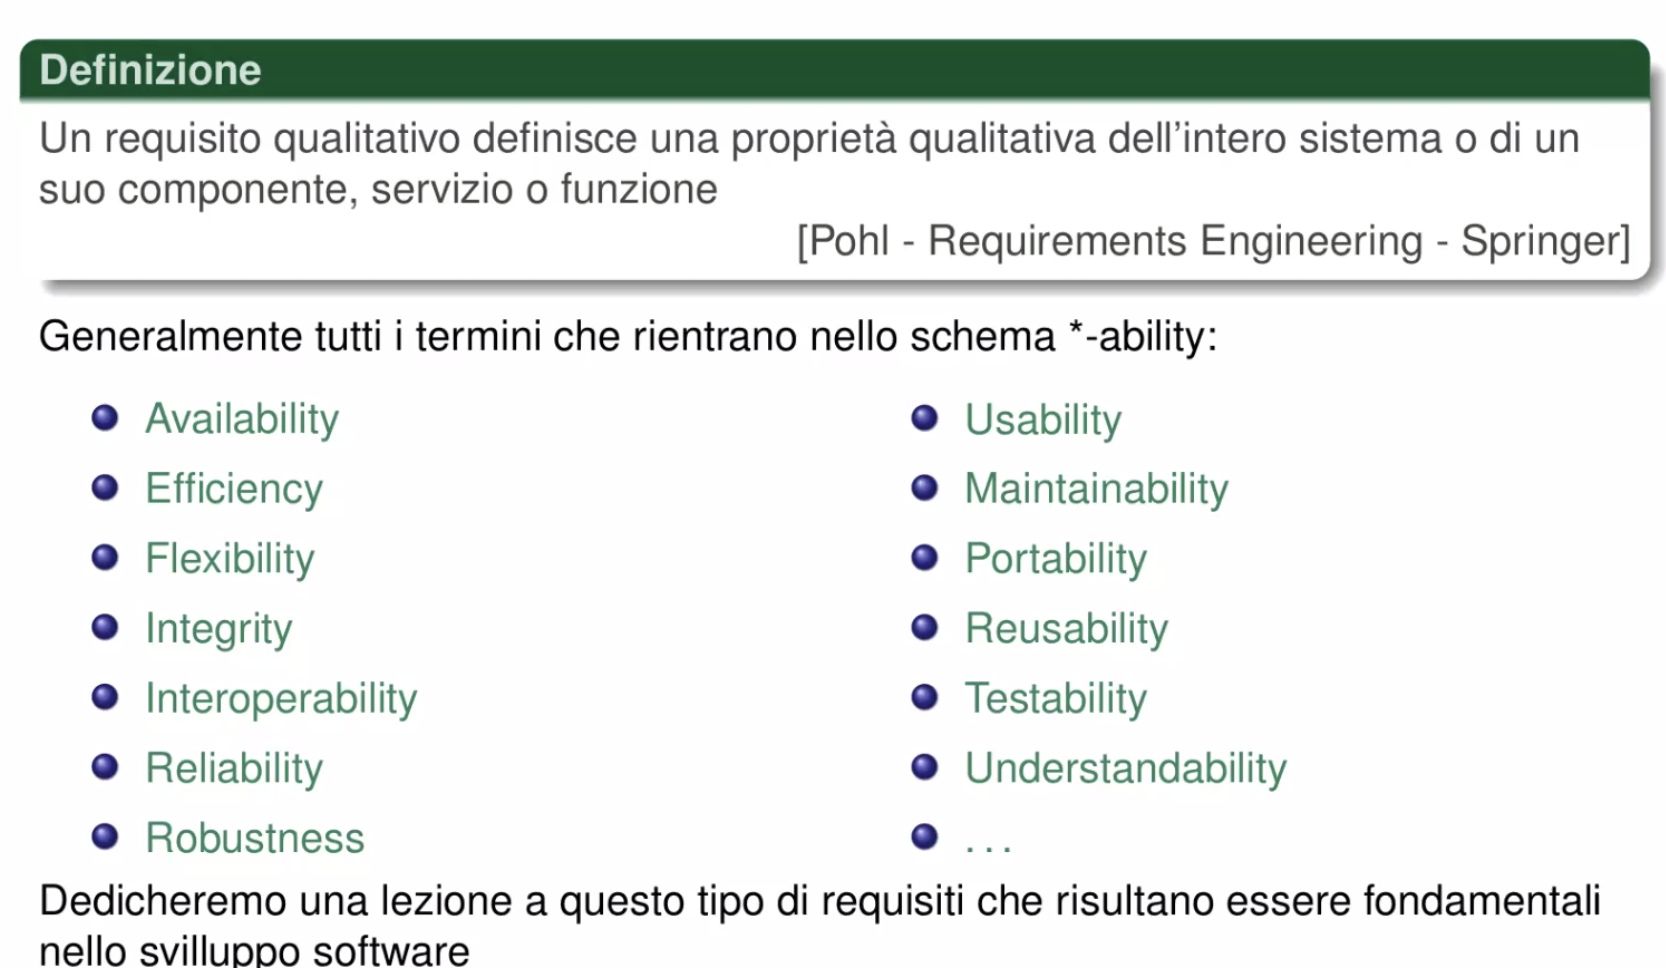 Definizione
Un requisito qualitativo definisce una proprietà qualitativa dell'intero sistema o di un
suo componente, servizio o funzione
[Pohl - Requirements Engineering - Springer]
Generalmente tutti i termini che rientrano nello schema *-ability:
Availability
Efficiency
Flexibility
Integrity
Interoperability
Reliability
Robustness
Usability
Maintainability
Portability
Reusability
Testability
Understandability
...
Dedicheremo una lezione a questo tipo di requisiti che risultano essere fondamentali
nello svilluppo software